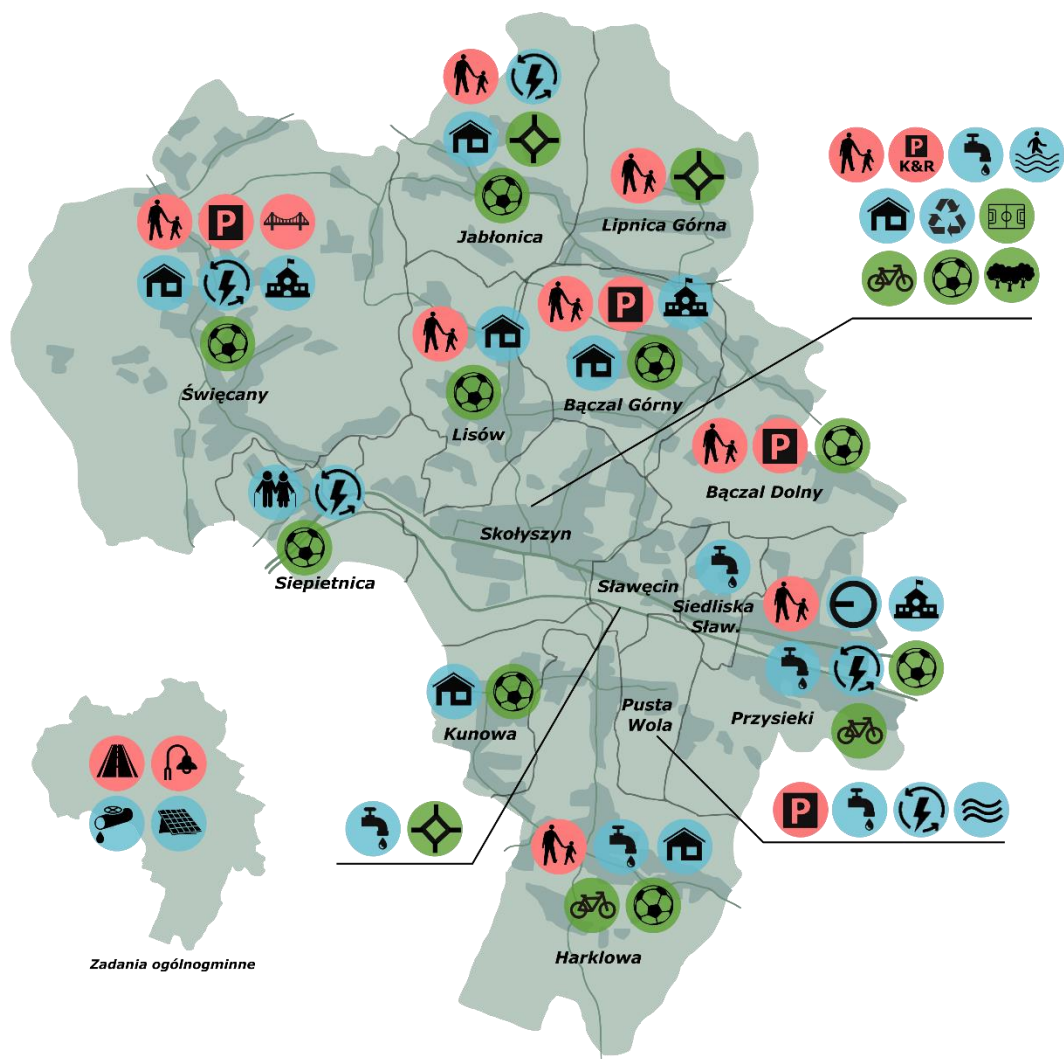 P
K&R
Lipnica Górna
Jabłonica
P
P
Święcany
Bączal Górny
Lisów
P
Bączal Dolny
Skołyszyn
Siepietnica
Sławęcin
Siedliska
Sław.
Pusta
Wola
Przysieki
Kunowa
P
Harklowa
Zadania ogólnogminne